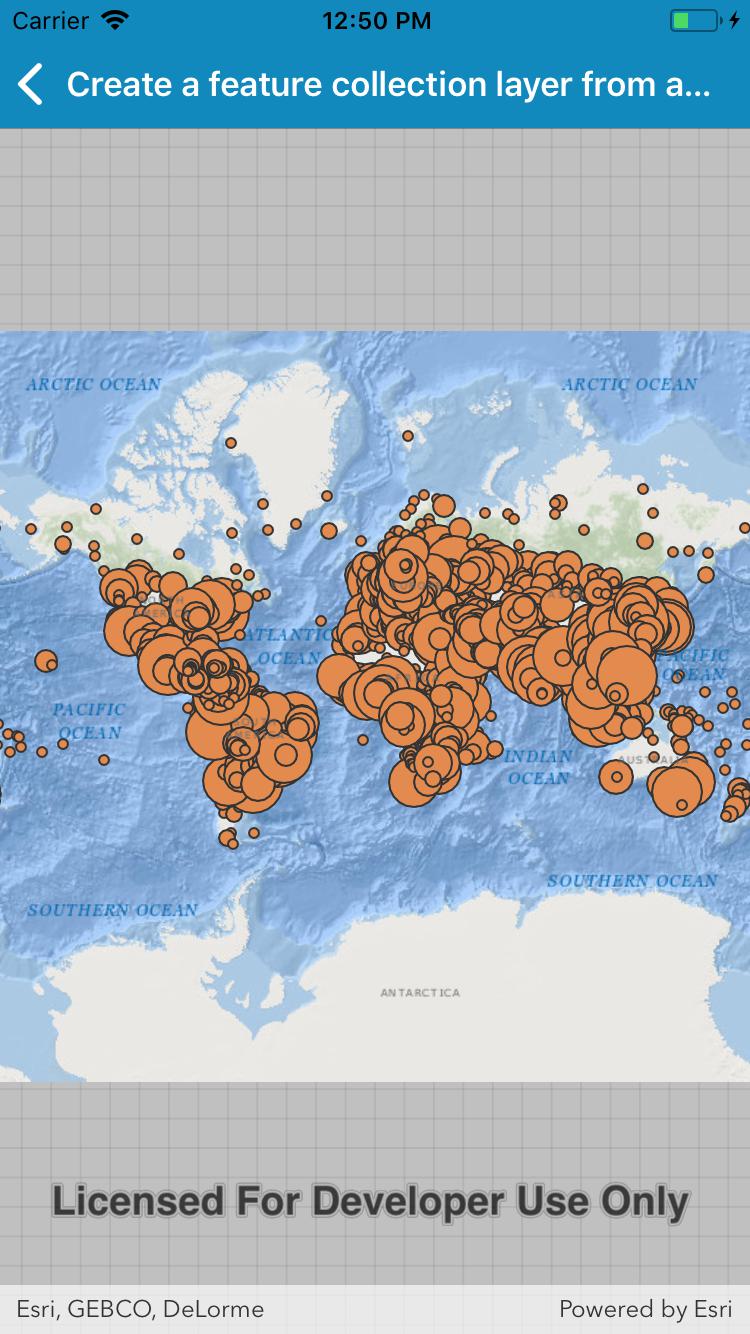 Carrier 12:50 PM
Create a feature collection layer from a...
ARCTIC OCEAN ARCTIC OCEAN
ATLANTIC
OCEAN
PACIFIC
OCEAN
PACIFIC
OCEAN
INDIAN
OCEAN
SOUTHERN OCEAN
SOUTHERN OCEAN
ANTARCTICA
Licensed For Developer Use Only
Esri, GEBCO, DeLorme Powered by Esri